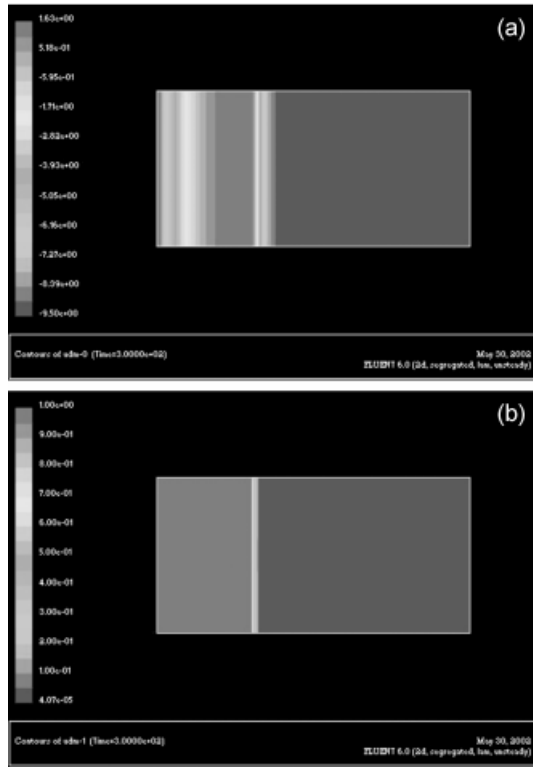 1.63e+00
(a)
5.18e-01
-5.95e-01
-1.71e+00
-2.82e+00
-3.93e+00
-5.05e+00
-6.16e+00
-7.27e+00
-8.39e+00
-9.50e+00
Contours of udm-0 (Time=3.0000e+02)
May 30, 2002
FLUENT 6.0 (2d, segregated, lam, unsteady)
1.00e+00
(b)
9.00e-01
8.00e-01
7.00e-01
6.00e-01
5.00e-01
4.00e-01
3.00e-01
2.00e-01
1.00e-01
4.07e-05
Contours of udm-1 (Time=3.0000e+02)
May 30, 2002
FLUENT 6.0 (2d, segregated, lam, unsteady)